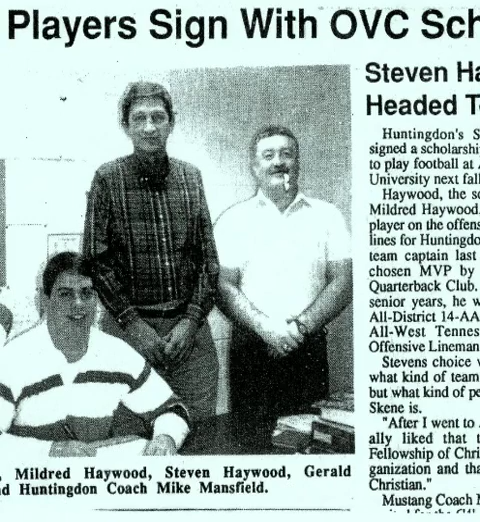 Players Sign With OVC Sch
Steven Ha
Headed T
Huntingdon's S
signed a scholarshi
to play football at
University next fall
Haywood, the so
Mildred Haywood,
player on the offens
lines for Huntingdo
team captain last
chosen MVP by
Quarterback Club.
senior years, he w
All-District 14-AA
All-West Tennes
Offensive Lineman
Stevens choice w
what kind of team
but what kind of pe
Skene is.
"After I went to
ally liked that t
Fellowship of Chri
ganization and tha
Christian."
Mustang Coach M
, Mildred Haywood, Steven Haywood, Gerald
nd Huntingdon Coach Mike Mansfield.